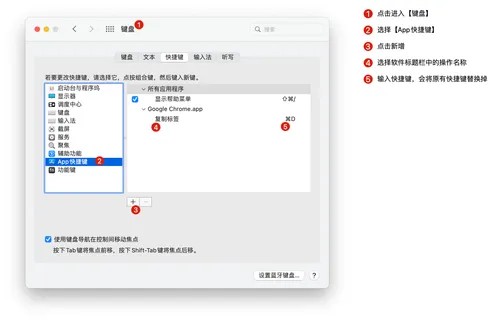 键盘 1
搜索
键盘 文本 快捷键 输入法 听写
若要更改快捷键，请选择它，点按组合键，然后键入新键。
启动台与程序坞
显示器
调度中心
键盘
输入法
截屏
服务
聚焦
辅助功能
App 快捷键 2
功能键
所有应用程序
显示帮助菜单 ⇧⌘/
Google Chrome.app
复制标签 ⌘D
4 5
+ −
3
使用键盘导航在控制间移动焦点
按下 Tab 键将焦点前移、按下 Shift-Tab 键将焦点后移。
设置蓝牙键盘... ?
1 点击进入【键盘】
2 选择【App 快捷键】
3 点击新增
4 选择软件标题栏中的操作名称
5 输入快捷键，会将原有快捷键替换掉